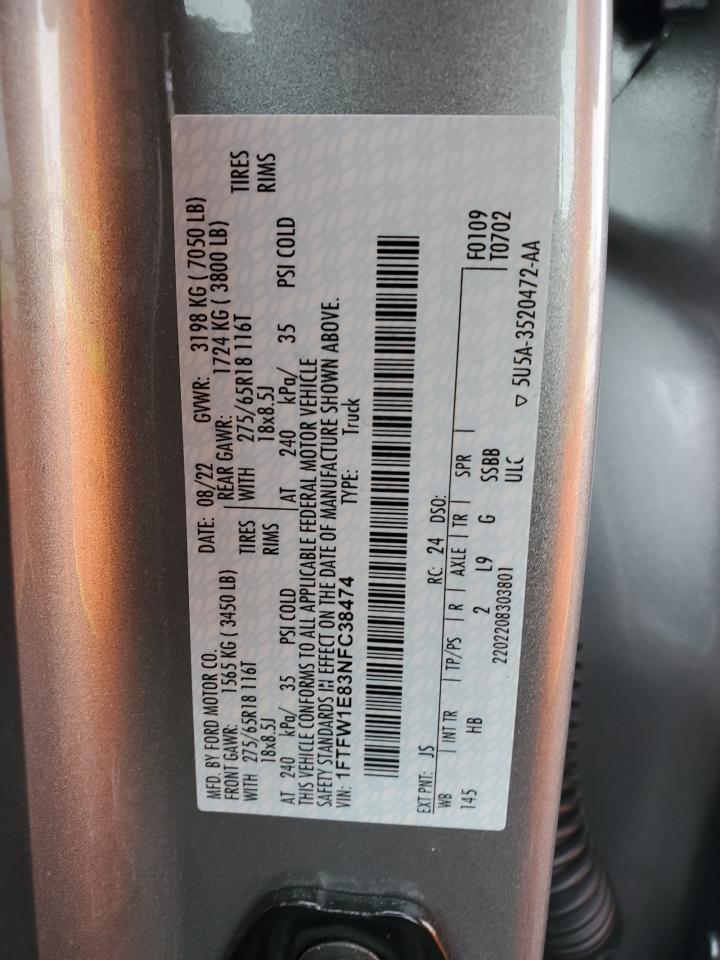 MFD. BY FORD MOTOR CO. DATE: 08/22 GVWR: 3198 KG ( 7050 LB)
FRONT GAWR: 1565 KG ( 3450 LB) REAR GAWR: 1724 KG ( 3800 LB)
WITH 275/65R18 116T TIRES WITH 275/65R18 116T TIRES
18x8.5J RIMS 18x8.5J RIMS
AT 240 kPa/ 35 PSI COLD AT 240 kPa/ 35 PSI COLD
THIS VEHICLE CONFORMS TO ALL APPLICABLE FEDERAL MOTOR VEHICLE
SAFETY STANDARDS IN EFFECT ON THE DATE OF MANUFACTURE SHOWN ABOVE.
VIN: 1FTFW1E83NFC38474 TYPE: Truck
EXT PNT: JS RC: 24 DSO: F0109
WB INT TR TP/PS R AXLE TR SPR T0702
145 HB 2 L9 G SSBB
2202208303801 ULC ▽ 5U5A-3520472-AA